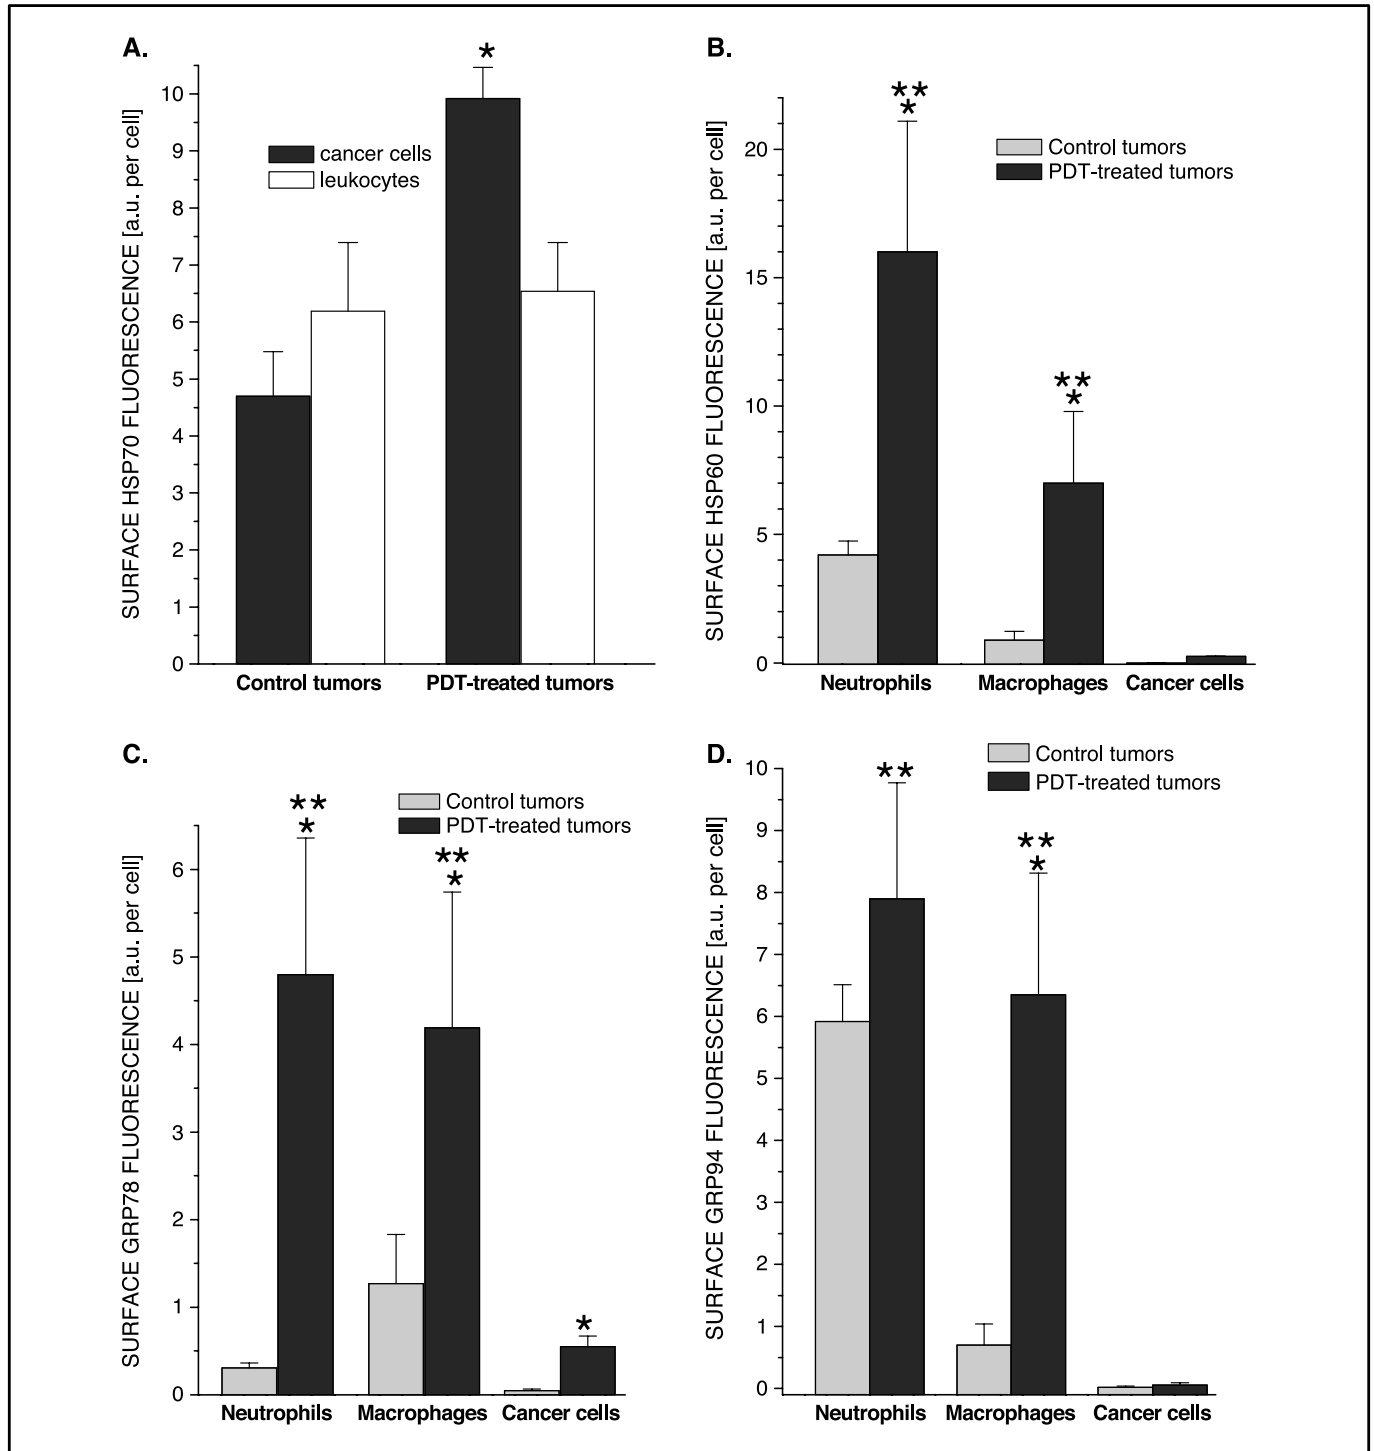 A.
*
10
9
8
7
6
5
4
3
2
1
0
SURFACE HSP70 FLUORESCENCE [a.u. per cell]
cancer cells
leukocytes
Control tumors PDT-treated tumors
B.
**
*
**
*
20
15
10
5
0
SURFACE HSP60 FLUORESCENCE [a.u. per cell]
Control tumors
PDT-treated tumors
Neutrophils Macrophages Cancer cells
C.
**
*
**
*
*
6
5
4
3
2
1
0
SURFACE GRP78 FLUORESCENCE [a.u. per cell]
Control tumors
PDT-treated tumors
Neutrophils Macrophages Cancer cells
D.
**
**
*
10
9
8
7
6
5
4
3
2
1
0
SURFACE GRP94 FLUORESCENCE [a.u. per cell]
Control tumors
PDT-treated tumors
Neutrophils Macrophages Cancer cells